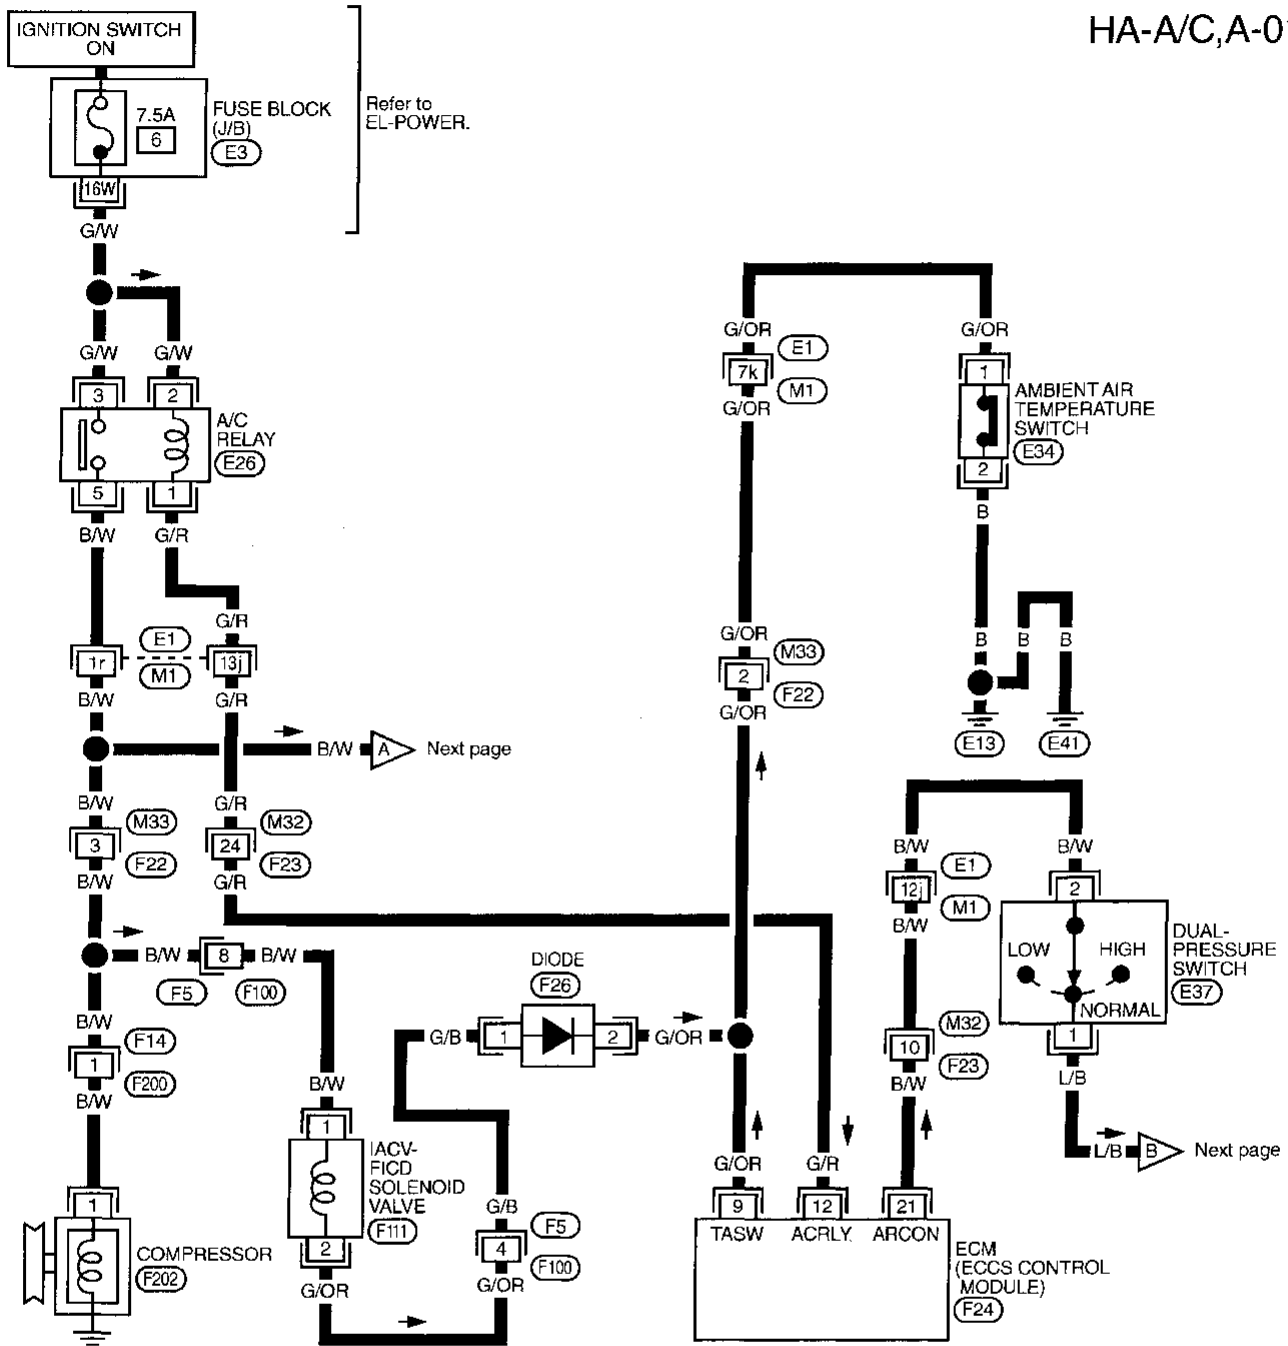 HA-A/C,A-0
IGNITION SWITCH
ON
7.5A
6
FUSE BLOCK
(J/B)
E3
Refer to
EL-POWER.
16W
G/W
G/W
G/W
3
2
A/C
RELAY
E26
5
1
B/W
G/R
G/R
E1
1r
13j
M1
B/W
G/R
B/W
A
Next page
B/W
G/R
M33
M32
3
24
F22
F23
B/W
G/R
B/W
8
B/W
F5
F100
B/W
F14
1
F200
B/W
B/W
1
IACV-
FICD
SOLENOID
VALVE
F111
2
G/OR
1
COMPRESSOR
F202
DIODE
F26
G/B
1
2
G/OR
G/B
F5
4
F100
G/OR
G/OR
E1
7k
M1
G/OR
G/OR
M33
2
F22
G/OR
G/OR
1
AMBIENT AIR
TEMPERATURE
SWITCH
E34
2
B
B
B
B
E13
E41
B/W
B/W
E1
12j
M1
2
B/W
LOW
HIGH
NORMAL
DUAL-
PRESSURE
SWITCH
E37
M32
10
F23
1
B/W
L/B
L/B
B
Next page
G/OR
G/R
9
12
21
TASW
ACRLY.
ARCON
ECM
(ECCS CONTROL
MODULE)
F24